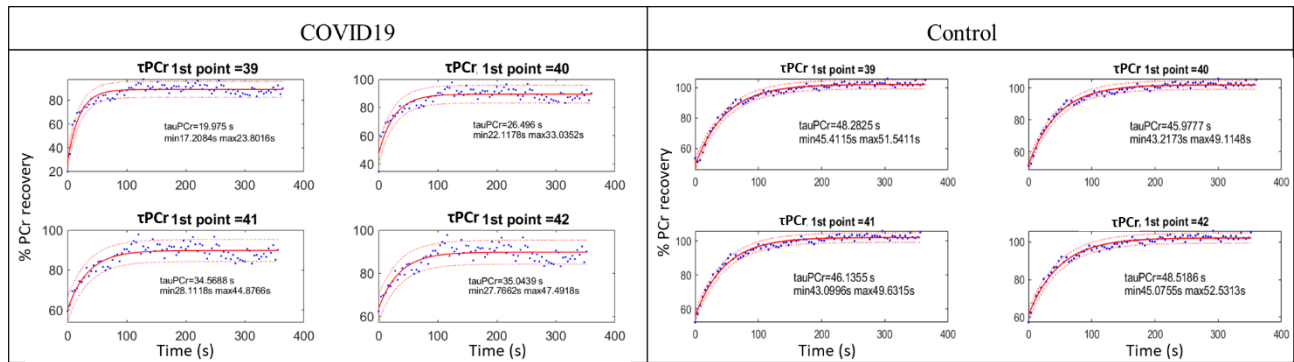 COVID19
Control
τPCr 1st point =39
τPCr, 1st point =40
τPCr 1st point =39
τPCr 1st point =40
80
60
40
20
tauPCr=19.975 s
min17.2084s max23.8016s
0 100 200 300 400
100
80
60
40
tauPCr=26.496 s
min22.1178s max33.0352s
0 100 200 300 400
100
80
60
tauPCr=48.2825 s
min45.4115s max51.5411s
0 100 200 300 400
100
80
60
tauPCr=45.9777 s
min43.2173s max49.1148s
0 100 200 300 400
% PCr recovery
% PCr recovery
τPCr 1st point =41
τPCr 1st point =42
τPCr 1st point =41
τPCr, 1st point =42
80
60
tauPCr=34.5688 s
min28.1118s max44.8766s
0 100 200 300 400
100
80
60
tauPCr=35.0439 s
min27.7662s max47.4918s
0 100 200 300 400
100
80
60
tauPCr=46.1355 s
min43.0996s max49.6315s
0 100 200 300 400
100
80
60
tauPCr=48.5186 s
min45.0755s max52.5313s
0 100 200 300 400
Time (s)
Time (s)
Time (s)
Time (s)